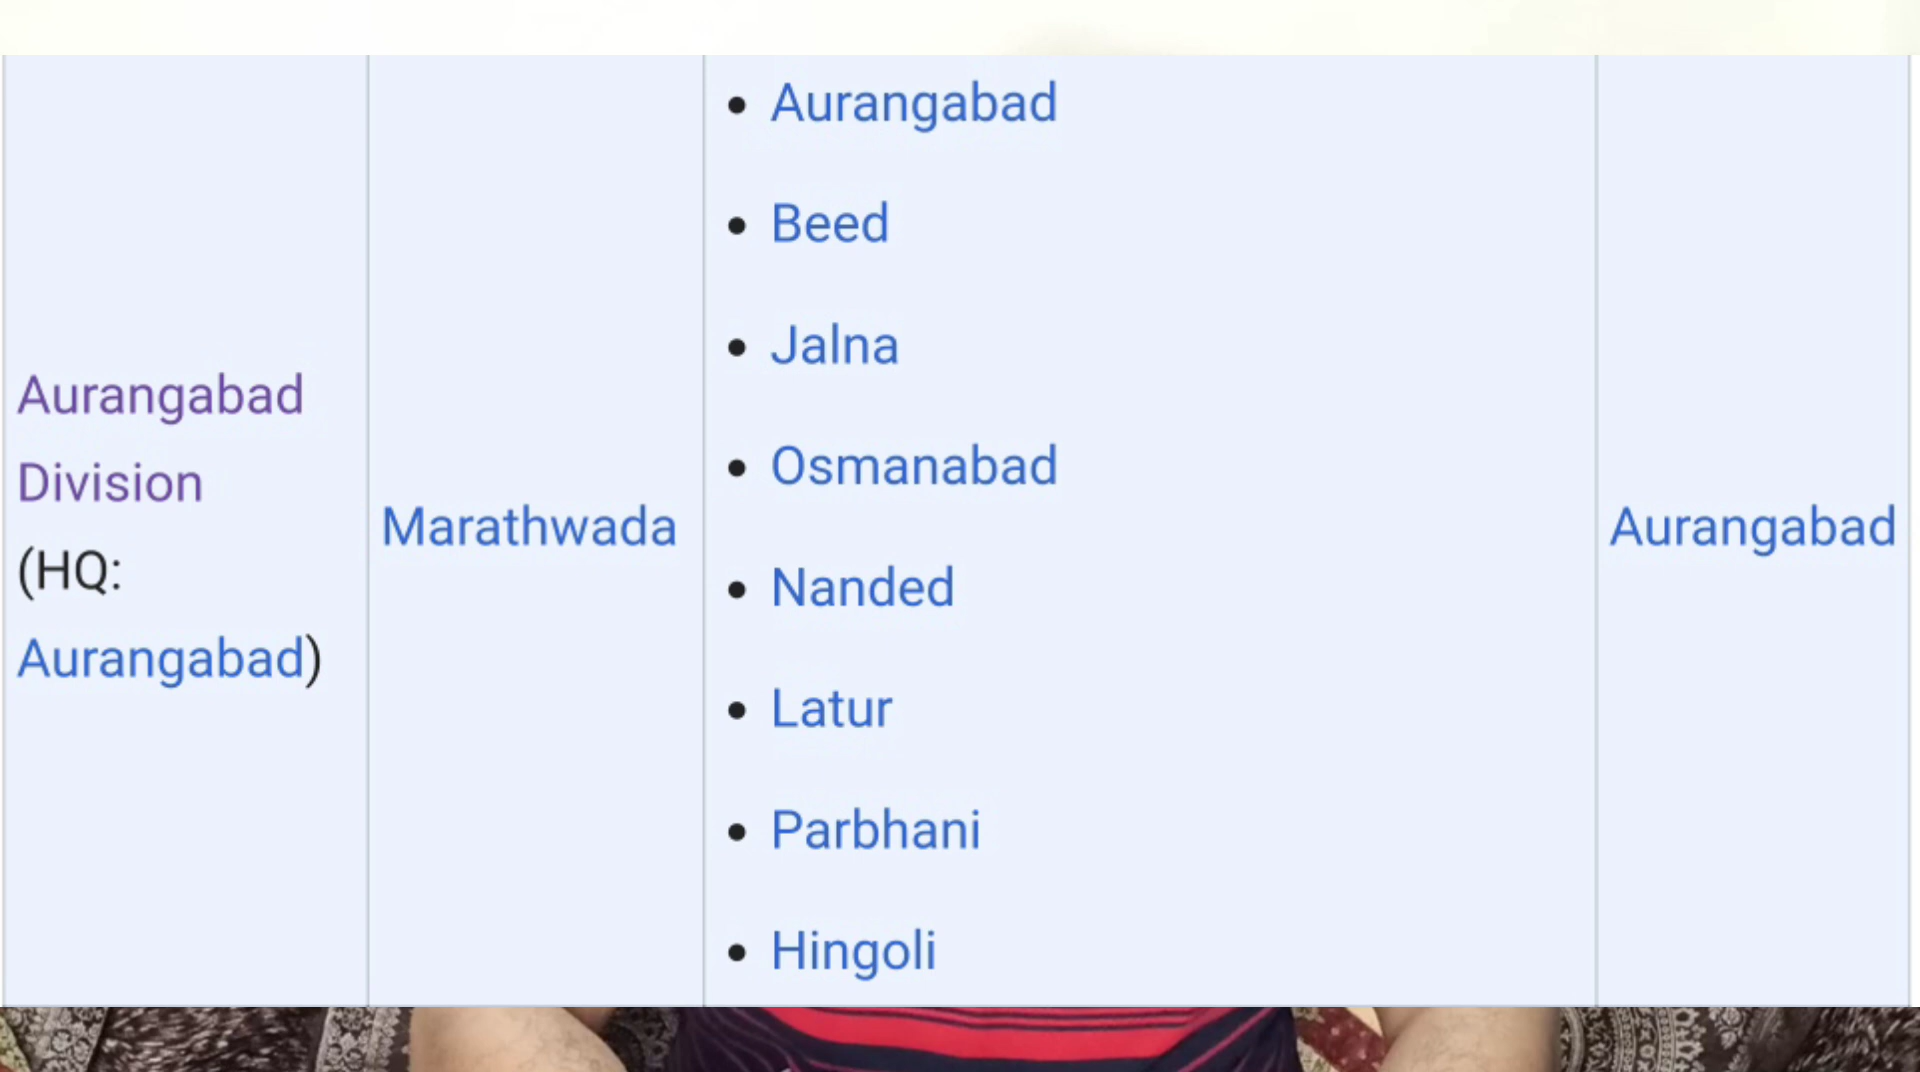 Aurangabad
Division
(HQ:
Aurangabad)
Marathwada
• Aurangabad
• Beed
• Jalna
• Osmanabad
• Nanded
• Latur
• Parbhani
• Hingoli
Aurangabad